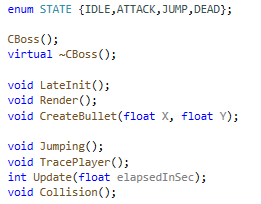 enum STATE {IDLE,ATTACK,JUMP,DEAD};
CBoss();
virtual ~CBoss();
void LateInit();
void Render();
void CreateBullet(float X, float Y);
void Jumping();
void TracePlayer();
int Update(float elapsedInSec);
void Collision();